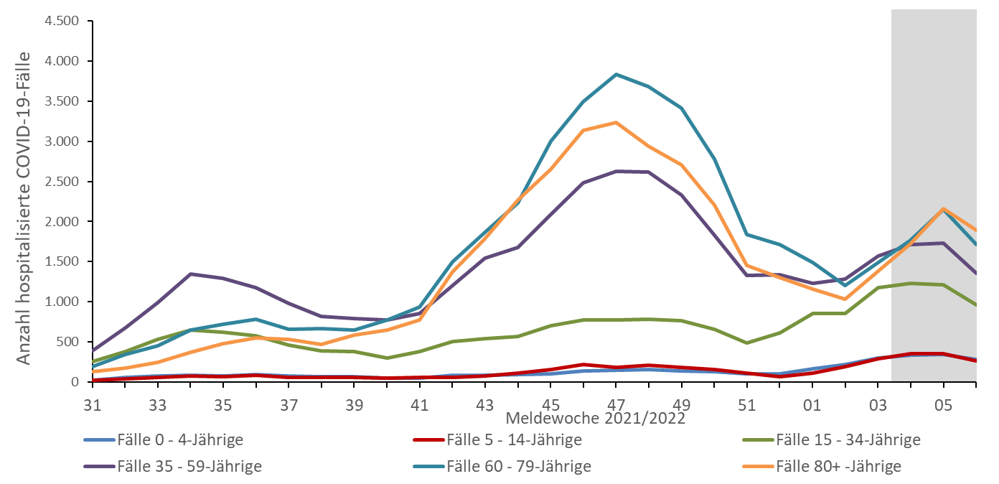 Anzahl hospitalisierte COVID-19-Fälle
4.500
4.000
3.500
3.000
2.500
2.000
1.500
1.000
500
0
31 33 35 37 39 41 43 45 47 49 51 01 03 05
Meldewoche 2021/2022
Fälle 0 - 4-Jährige Fälle 5 - 14-Jährige Fälle 15 - 34-Jährige
Fälle 35 - 59-Jährige Fälle 60 - 79-Jährige Fälle 80+ -Jährige